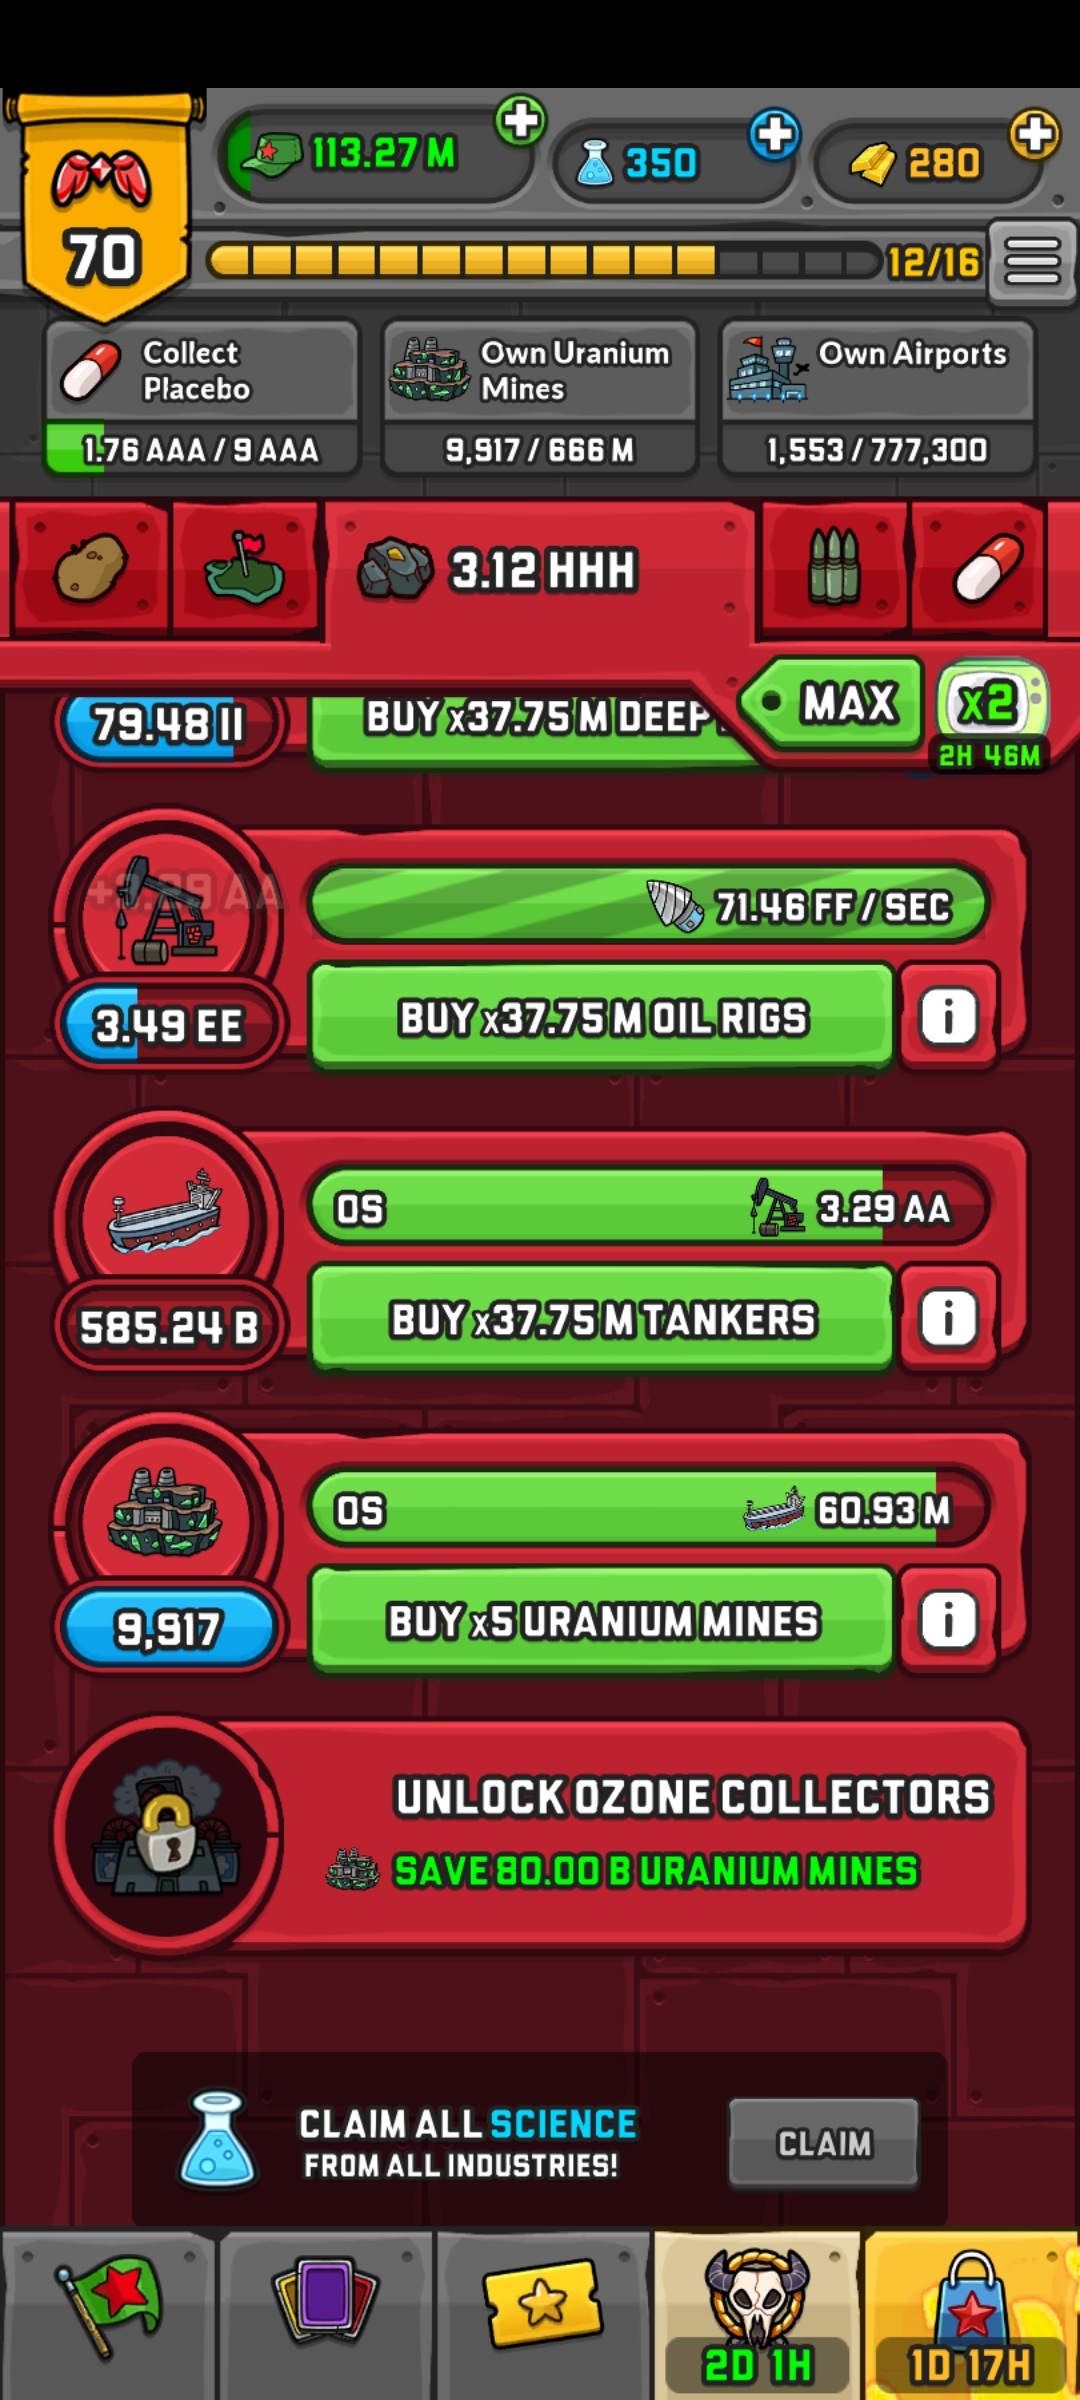 113.27 M
350
280
70
12/16
Collect
Placebo
1.76 AAA / 9 AAA
Own Uranium
Mines
9,917 / 666 M
Own Airports
1,553 / 777,300
3.12 HHH
MAX
x2
2H 46M
79.48 II
BUY x37.75 M DEEP
71.46 FF / SEC
3.49 EE
BUY x37.75 M OIL RIGS
i
0S
3.29 AA
585.24 B
BUY x37.75 M TANKERS
i
0S
60.93 M
9,917
BUY x5 URANIUM MINES
i
UNLOCK OZONE COLLECTORS
SAVE 80.00 B URANIUM MINES
CLAIM ALL SCIENCE
FROM ALL INDUSTRIES!
CLAIM
2D 1H
1D 17H